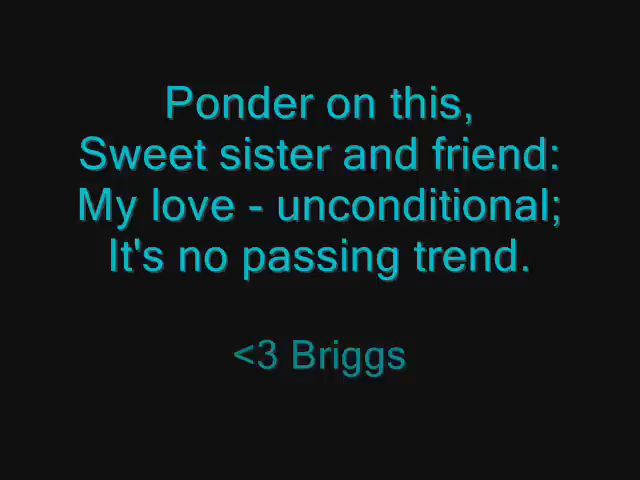 Ponder on this,
Sweet sister and friend:
My love - unconditional;
It's no passing trend.
<3 Briggs